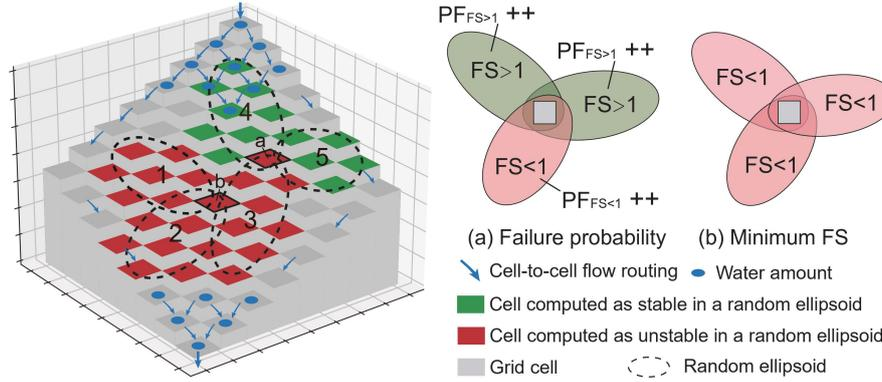 PFFS>1 ++
PFFS>1 ++
FS>1
FS>1
FS<1
PFFS<1 ++
FS<1
FS<1
FS<1
4
a
5
1
b
3
2
(a) Failure probability
(b) Minimum FS
Cell-to-cell flow routing
Water amount
Cell computed as stable in a random ellipsoid
Cell computed as unstable in a random ellipsoid
Grid cell
Random ellipsoid